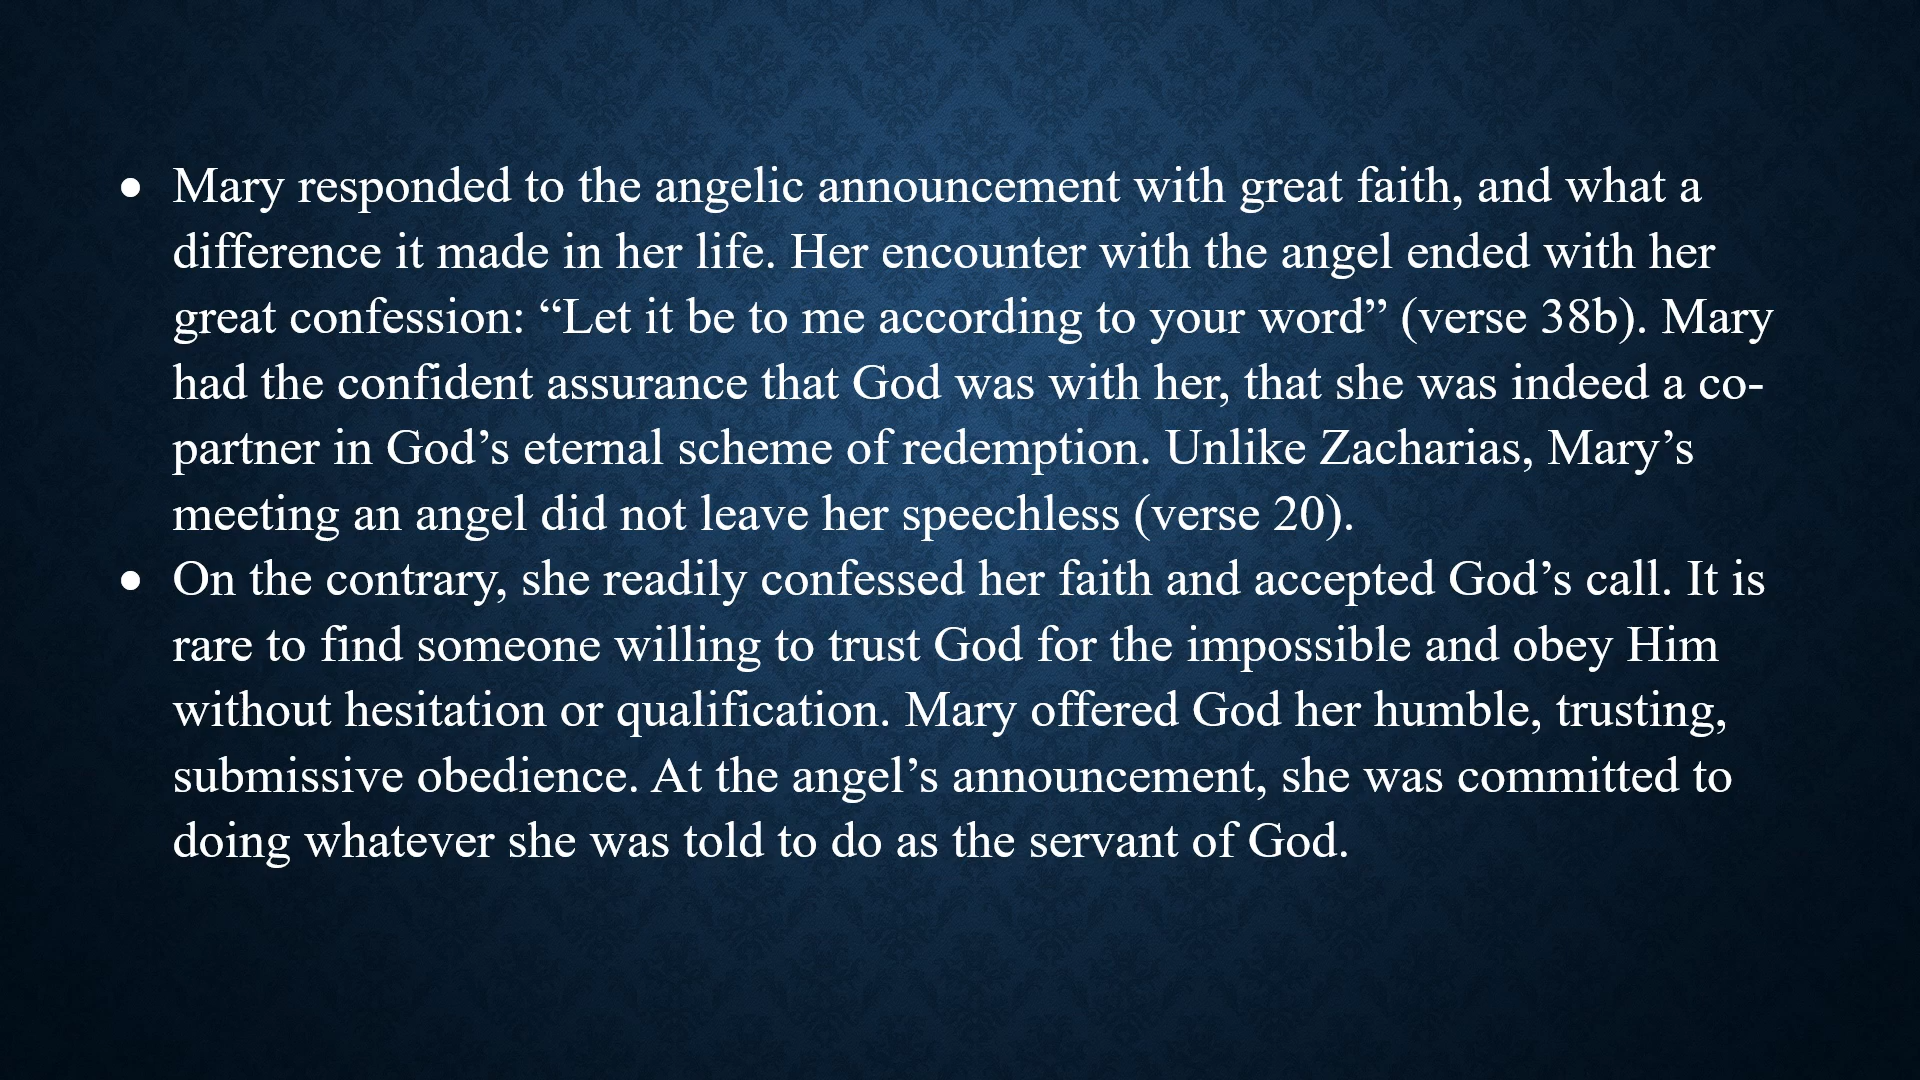 • Mary responded to the angelic announcement with great faith, and what a
difference it made in her life. Her encounter with the angel ended with her
great confession: “Let it be to me according to your word” (verse 38b). Mary
had the confident assurance that God was with her, that she was indeed a co-
partner in God’s eternal scheme of redemption. Unlike Zacharias, Mary’s
meeting an angel did not leave her speechless (verse 20).
• On the contrary, she readily confessed her faith and accepted God’s call. It is
rare to find someone willing to trust God for the impossible and obey Him
without hesitation or qualification. Mary offered God her humble, trusting,
submissive obedience. At the angel’s announcement, she was committed to
doing whatever she was told to do as the servant of God.